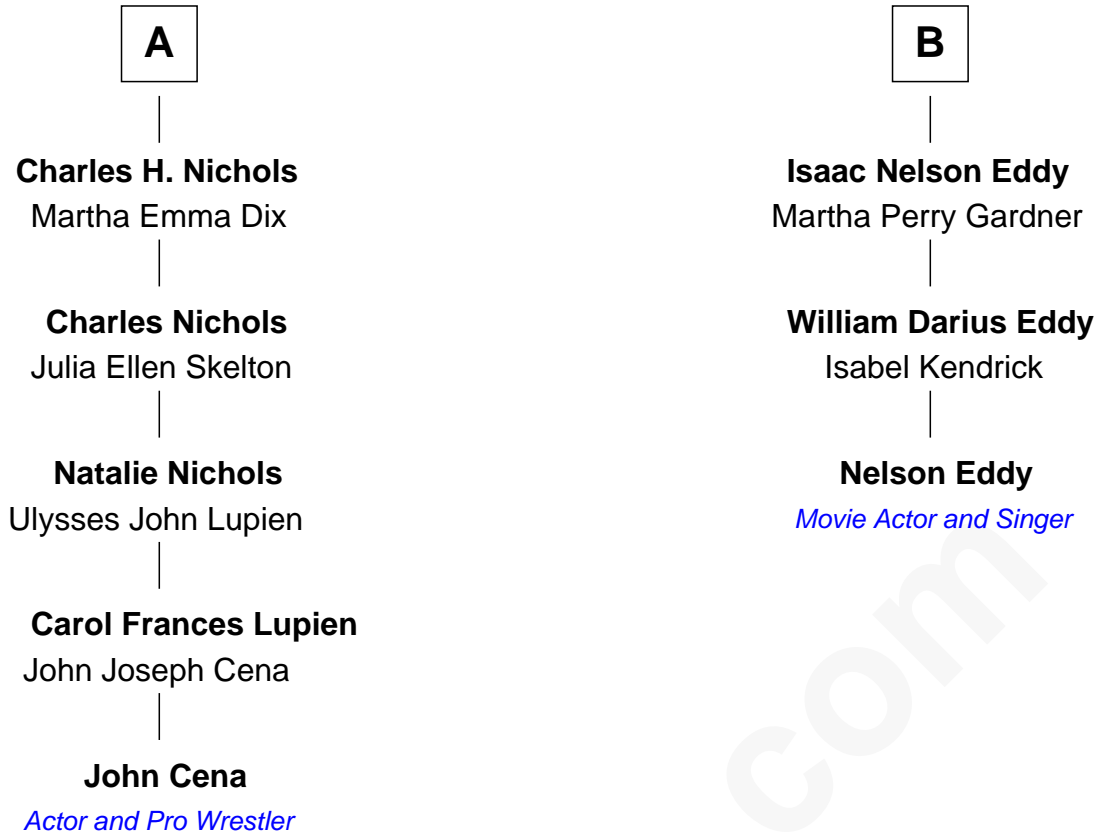 A
Charles H. Nichols
Martha Emma Dix
Charles Nichols
Julia Ellen Skelton
Natalie Nichols
Ulysses John Lupien
Carol Frances Lupien
John Joseph Cena
John Cena
Actor and Pro Wrestler
B
Isaac Nelson Eddy
Martha Perry Gardner
William Darius Eddy
Isabel Kendrick
Nelson Eddy
Movie Actor and Singer
com